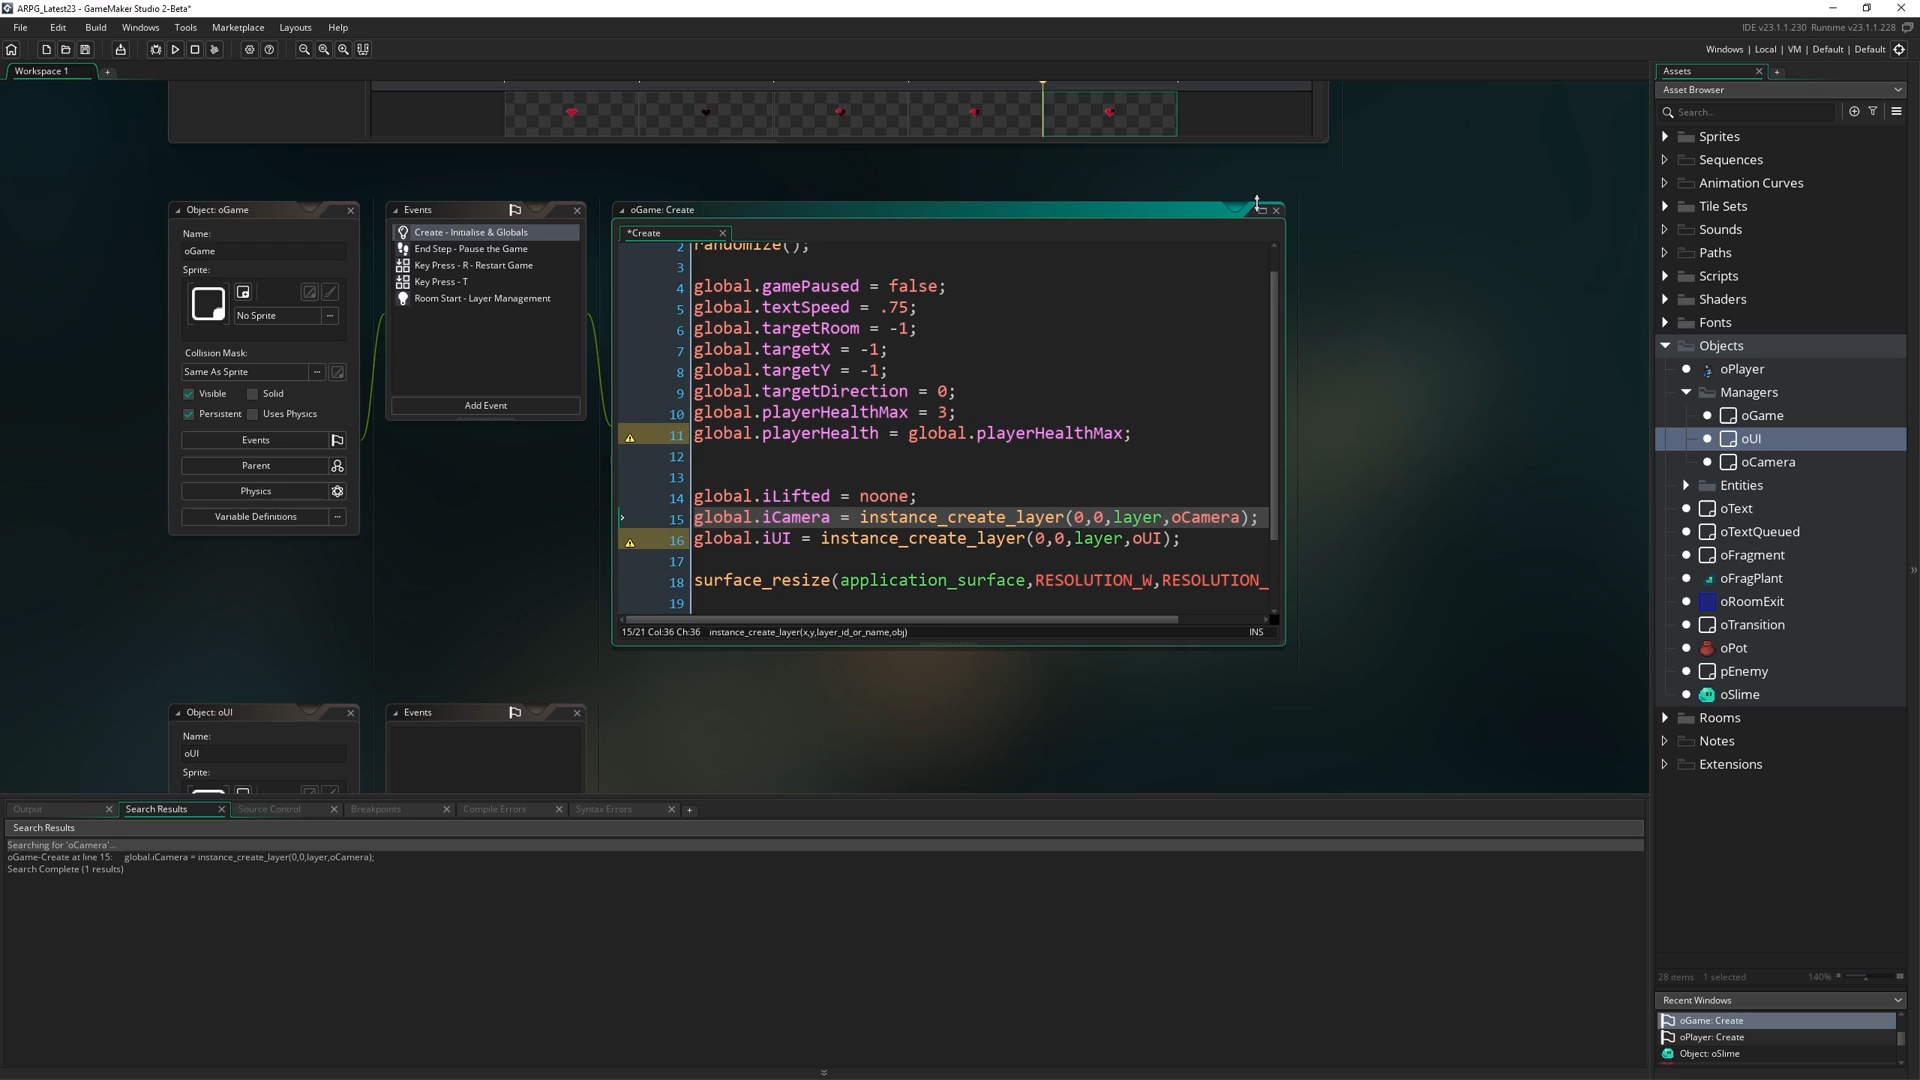 ARPG_Latest23 - GameMaker Studio 2-Beta*
File Edit Build Windows Tools Marketplace Layouts Help
IDE v23.1.1.230 Runtime v23.1.1.228
Windows | Local | VM | Default | Default
Workspace 1
Object: oGame
Name:
oGame
Sprite:
No Sprite
Collision Mask:
Same As Sprite
Visible Solid
Persistent Uses Physics
Events
Parent
Physics
Variable Definitions
Events
Create - Initialise & Globals
End Step - Pause the Game
Key Press - R - Restart Game
Key Press - T
Room Start - Layer Management
Add Event
oGame: Create
*Create
2 randomize();
3
4 global.gamePaused = false;
5 global.textSpeed = .75;
6 global.targetRoom = -1;
7 global.targetX = -1;
8 global.targetY = -1;
9 global.targetDirection = 0;
10 global.playerHealthMax = 3;
11 global.playerHealth = global.playerHealthMax;
12
13
14 global.iLifted = noone;
15 global.iCamera = instance_create_layer(0,0,layer,oCamera);
16 global.iUI = instance_create_layer(0,0,layer,oUI);
17
18 surface_resize(application_surface,RESOLUTION_W,RESOLUTION_
19
15/21 Col:36 Ch:36 instance_create_layer(x,y,layer_id_or_name,obj) INS
Object: oUI
Name:
oUI
Sprite:
Events
Output Search Results Source Control Breakpoints Compile Errors Syntax Errors
Search Results
Searching for 'oCamera'...
oGame-Create at line 15: global.iCamera = instance_create_layer(0,0,layer,oCamera);
Search Complete (1 results)
Assets
Asset Browser
Search...
Sprites
Sequences
Animation Curves
Tile Sets
Sounds
Paths
Scripts
Shaders
Fonts
Objects
oPlayer
Managers
oGame
oUI
oCamera
Entities
oText
oTextQueued
oFragment
oFragPlant
oRoomExit
oTransition
oPot
pEnemy
oSlime
Rooms
Notes
Extensions
28 items 1 selected 140%
Recent Windows
oGame: Create
oPlayer: Create
Object: oSlime